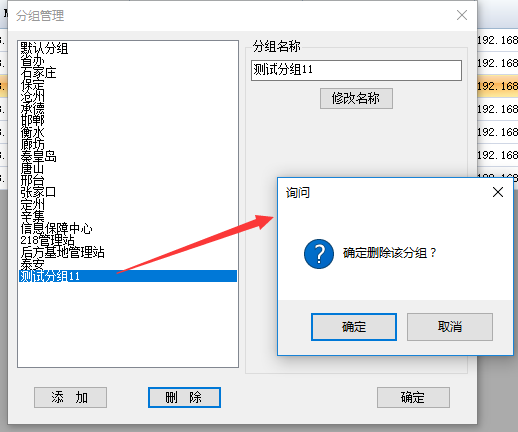 分组管理
默认分组
省办
石家庄
保定
沧州
承德
邯郸
衡水
廊坊
秦皇岛
唐山
邢台
张家口
定州
辛集
信息保障中心
218管理站
后方基地管理站
泰安
测试分组11
分组名称
测试分组11
修改名称
添 加
删 除
确定
询问
确定删除该分组？
确定
取消
192.168
192.168
192.168
192.168
192.168
192.168